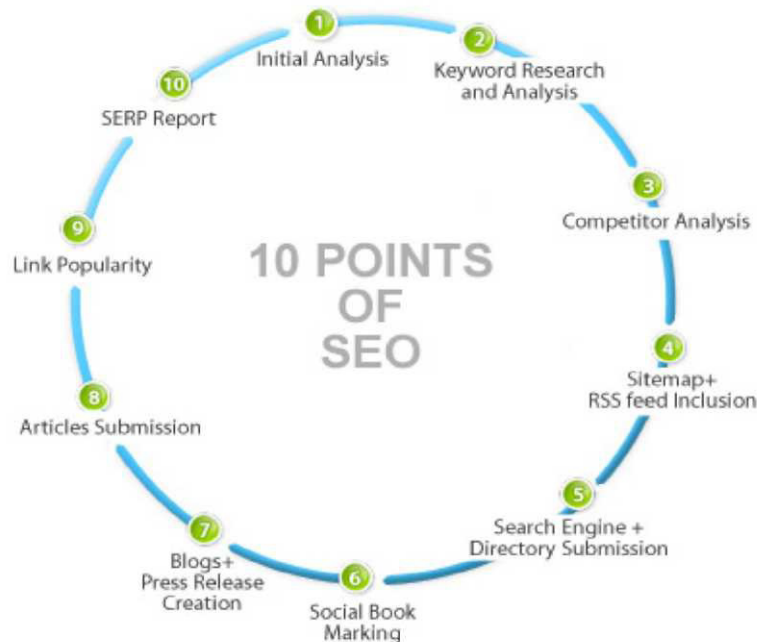 1
Initial Analysis
2
Keyword Research
and Analysis
3
Competitor Analysis
4
Sitemap+
RSS feed Inclusion
5
Search Engine +
Directory Submission
6
Social Book
Marking
7
Blogs+
Press Release
Creation
8
Articles Submission
9
Link Popularity
10
SERP Report
10 POINTS
OF
SEO